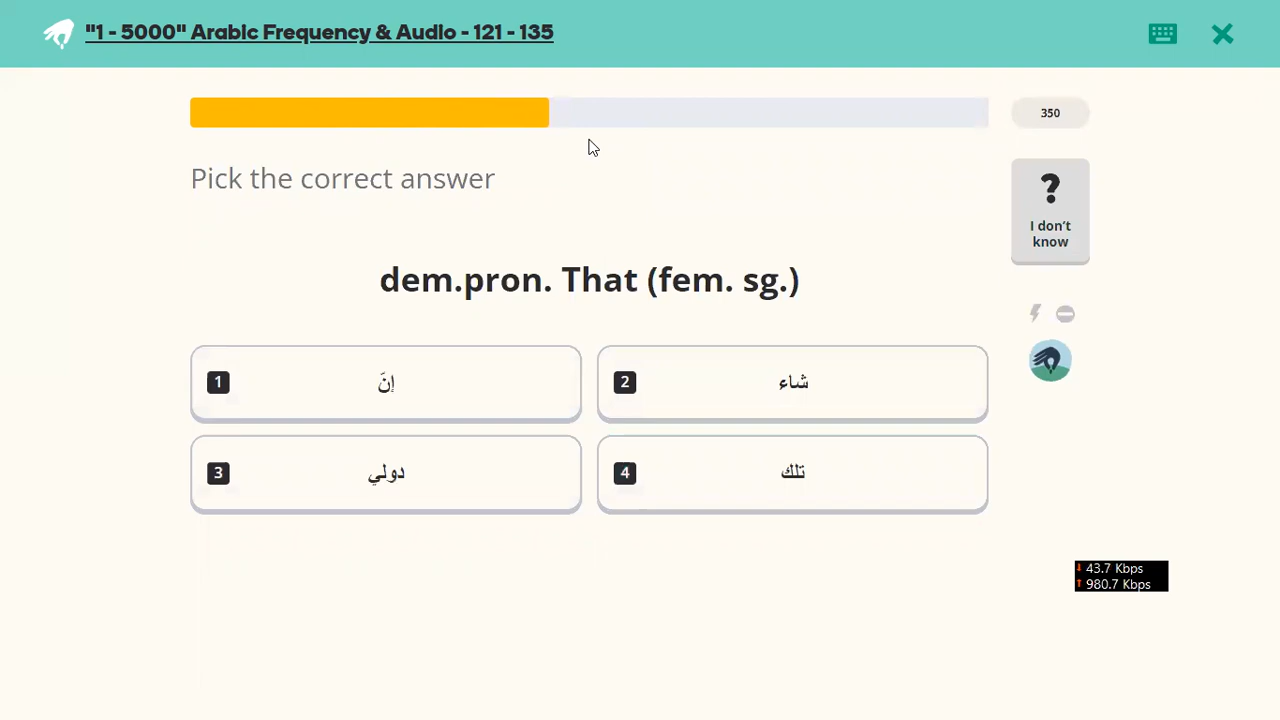 "1 - 5000" Arabic Frequency & Audio - 121 - 135
350
Pick the correct answer
?
I don't
know
dem.pron. That (fem. sg.)
1 إنّ
2 شاء
3 دولي
4 تلك
43.7 Kbps
980.7 Kbps